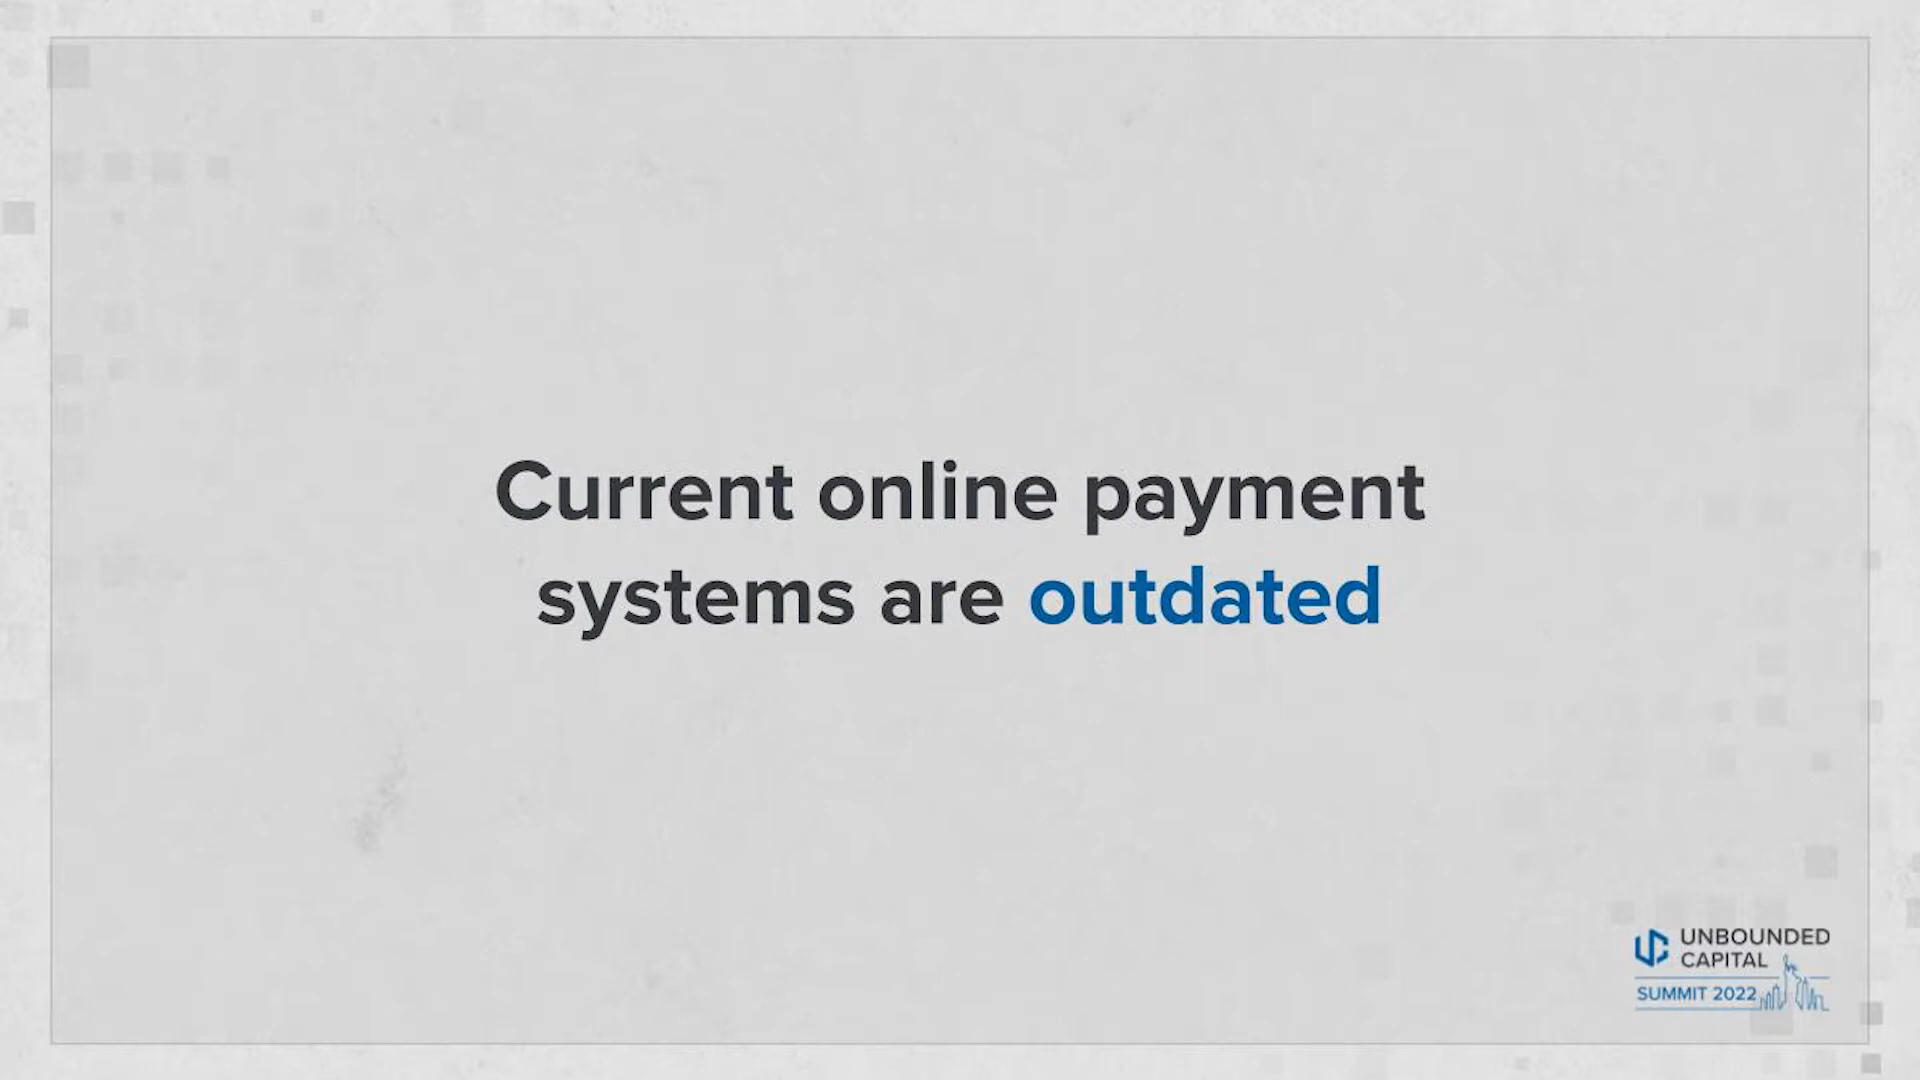 Current online payment
systems are outdated
UNBOUNDED
CAPITAL
SUMMIT 2022